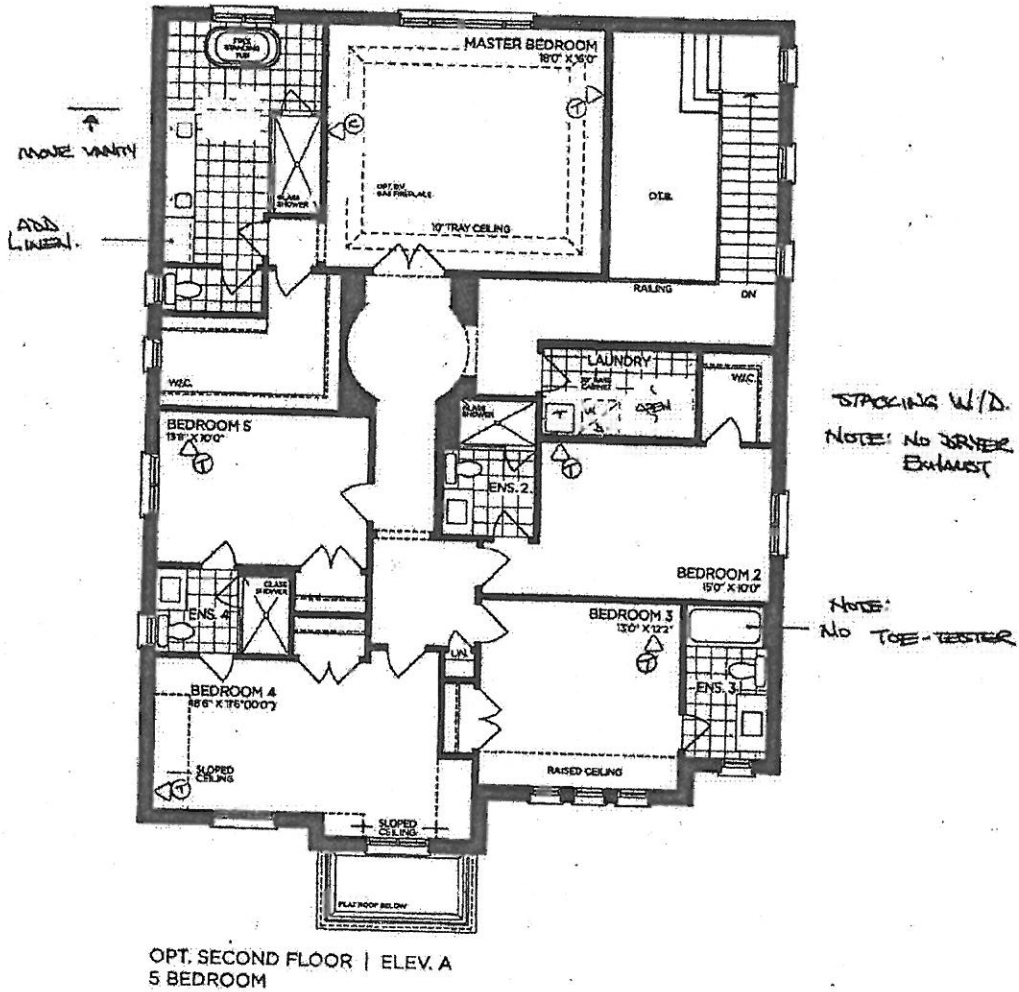 FREE
STANDING
TUB
MASTER BEDROOM
18'0" X 16'0"
T
C
MOVE VANITY
GLASS
SHOWER
OPT. D.V.
GAS FIREPLACE
O.T.B.
ADD
LINEN.
10" TRAY CEILING
RAILING
DN
LAUNDRY
W.I.C.
W.I.C.
OPEN
GLASS
SHOWER
STACKING W/D.
NOTE: NO DRYER
EXHAUST
BEDROOM 5
T
T
ENS. 2
BEDROOM 2
15'0" X 10'0"
GLASS
SHOWER
ENS. 4
BEDROOM 3
13'0" X 12'2"
NOTE:
NO TOE-TESTER
LIN.
T
ENS. 3
BEDROOM 4
SLOPED
CEILING
T
RAISED CEILING
SLOPED
CEILING
FLAT ROOF BELOW
OPT. SECOND FLOOR | ELEV. A
5 BEDROOM